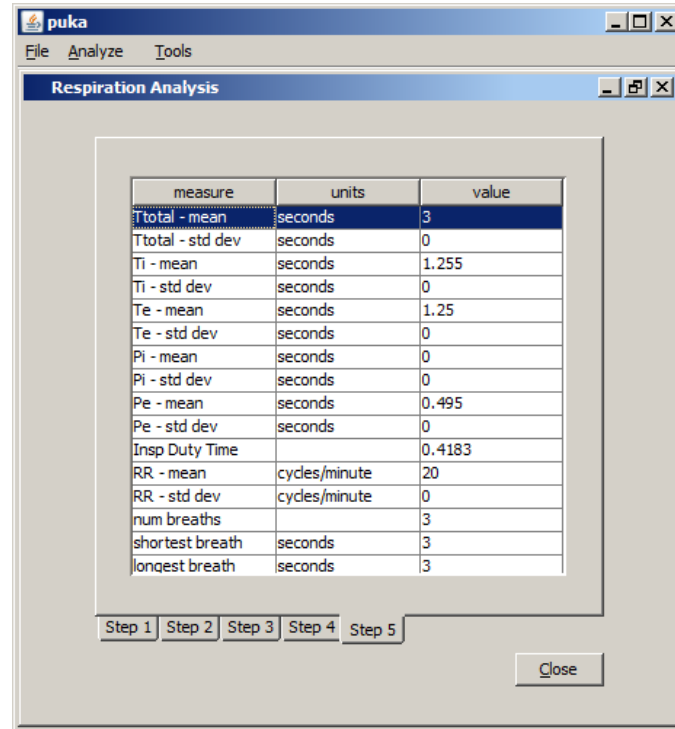 puka
File Analyze Tools
Respiration Analysis
measure units value
Ttotal - mean seconds 3
Ttotal - std dev seconds 0
Ti - mean seconds 1.255
Ti - std dev seconds 0
Te - mean seconds 1.25
Te - std dev seconds 0
Pi - mean seconds 0
Pi - std dev seconds 0
Pe - mean seconds 0.495
Pe - std dev seconds 0
Insp Duty Time 0.4183
RR - mean cycles/minute 20
RR - std dev cycles/minute 0
num breaths 3
shortest breath seconds 3
longest breath seconds 3
Step 1 Step 2 Step 3 Step 4 Step 5
Close